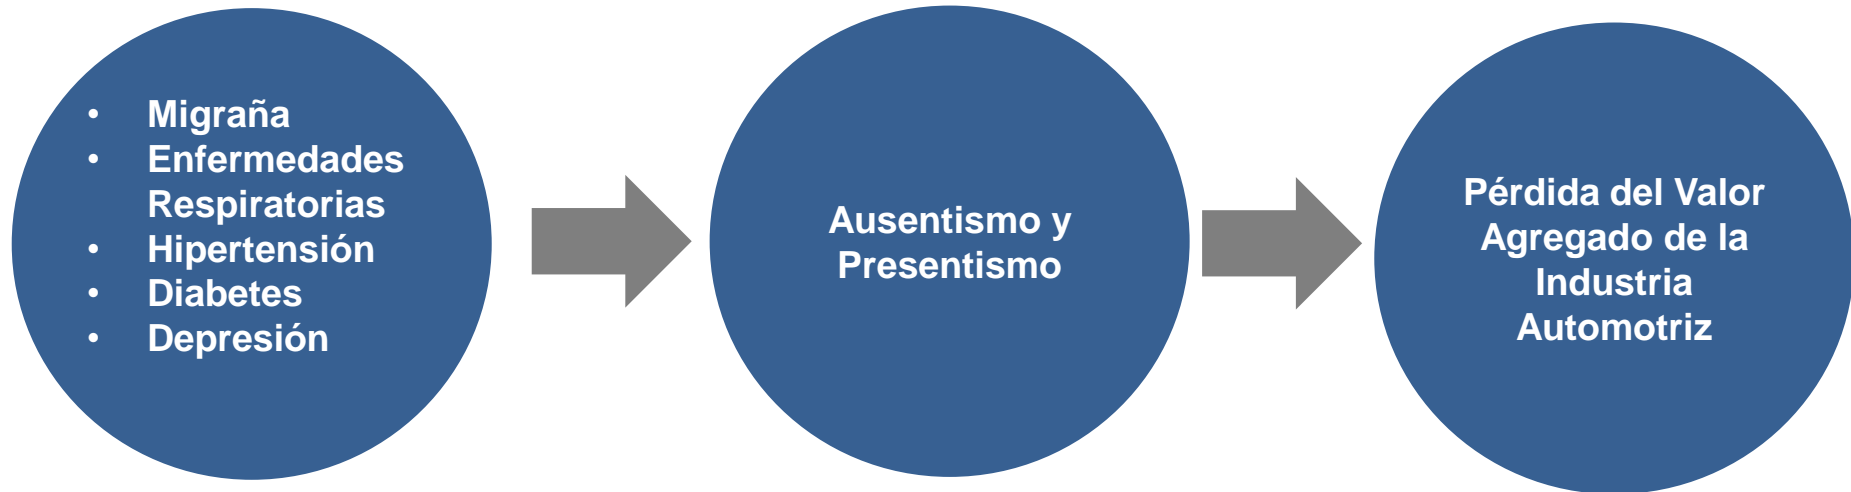 • Migraña
• Enfermedades
Respiratorias
• Hipertensión
• Diabetes
• Depresión
Ausentismo y
Presentismo
Pérdida del Valor
Agregado de la
Industria
Automotriz